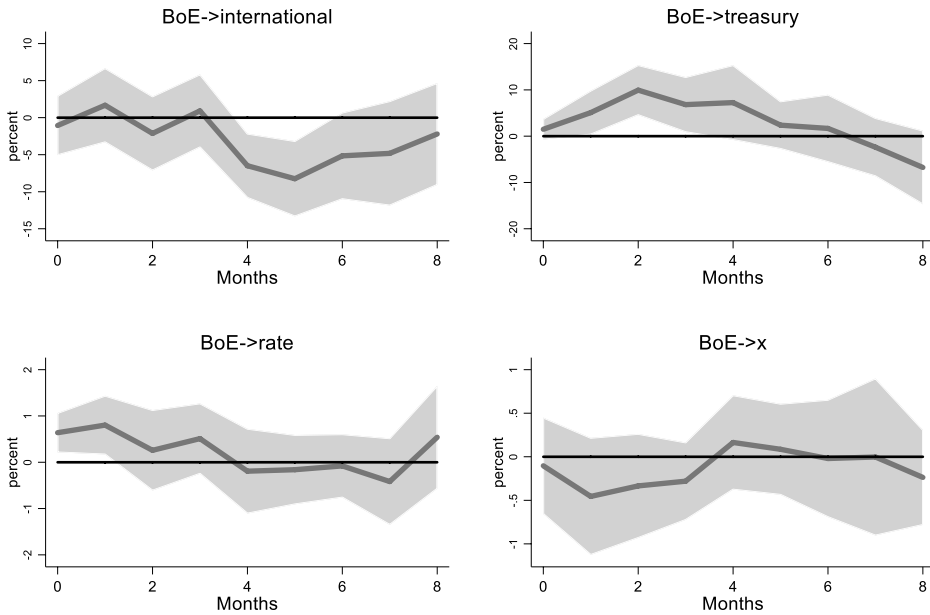 BoE->international
percent
10
5
0
-5
-10
-15
0 2 4 6 8
Months
BoE->treasury
percent
20
10
0
-10
-20
0 2 4 6 8
Months
BoE->rate
percent
2
1
0
-1
-2
0 2 4 6 8
Months
BoE->x
percent
1
.5
0
-.5
-1
0 2 4 6 8
Months